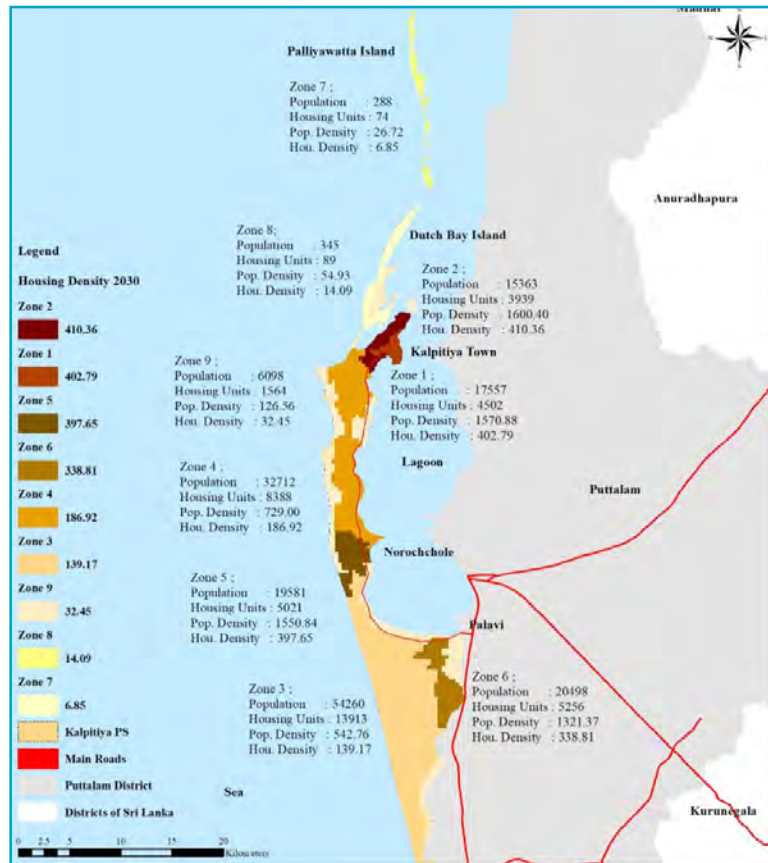 Mannar
N
Palliyawatta Island
Zone 7 ;
Population : 288
Housing Units : 74
Pop. Density : 26.72
Hou. Density : 6.85
Anuradhapura
Zone 8;
Population : 345
Housing Units : 89
Pop. Density : 54.93
Hou. Density : 14.09
Dutch Bay Island
Zone 2 ;
Population : 15363
Housing Units : 3939
Pop. Density : 1600.40
Hou. Density : 410.36
Kalpitiya Town
Zone 9 ;
Population : 6098
Housing Units : 1564
Pop. Density : 126.56
Hou. Density : 32.45
Zone 1 ;
Population : 17557
Housing Units : 4502
Pop. Density : 1570.88
Hou. Density : 402.79
Lagoon
Zone 4 ;
Population : 32712
Housing Units : 8388
Pop. Density : 729.00
Hou. Density : 186.92
Puttalam
Norochchole
Zone 5 ;
Population : 19581
Housing Units : 5021
Pop. Density : 1550.84
Hou. Density : 397.65
Palavi
Zone 6 ;
Population : 20498
Housing Units : 5256
Pop. Density : 1321.37
Hou. Density : 338.81
Zone 3 ;
Population : 54260
Housing Units : 13913
Pop. Density : 542.76
Hou. Density : 139.17
Sea
Kurunegala
Legend
Housing Density 2030
Zone 2
410.36
Zone 1
402.79
Zone 5
397.65
Zone 6
338.81
Zone 4
186.92
Zone 3
139.17
Zone 9
32.45
Zone 8
14.09
Zone 7
6.85
Kalpitiya PS
Main Roads
Puttalam District
Districts of Sri Lanka
0 2.5 5 10 15 20
Kilometers